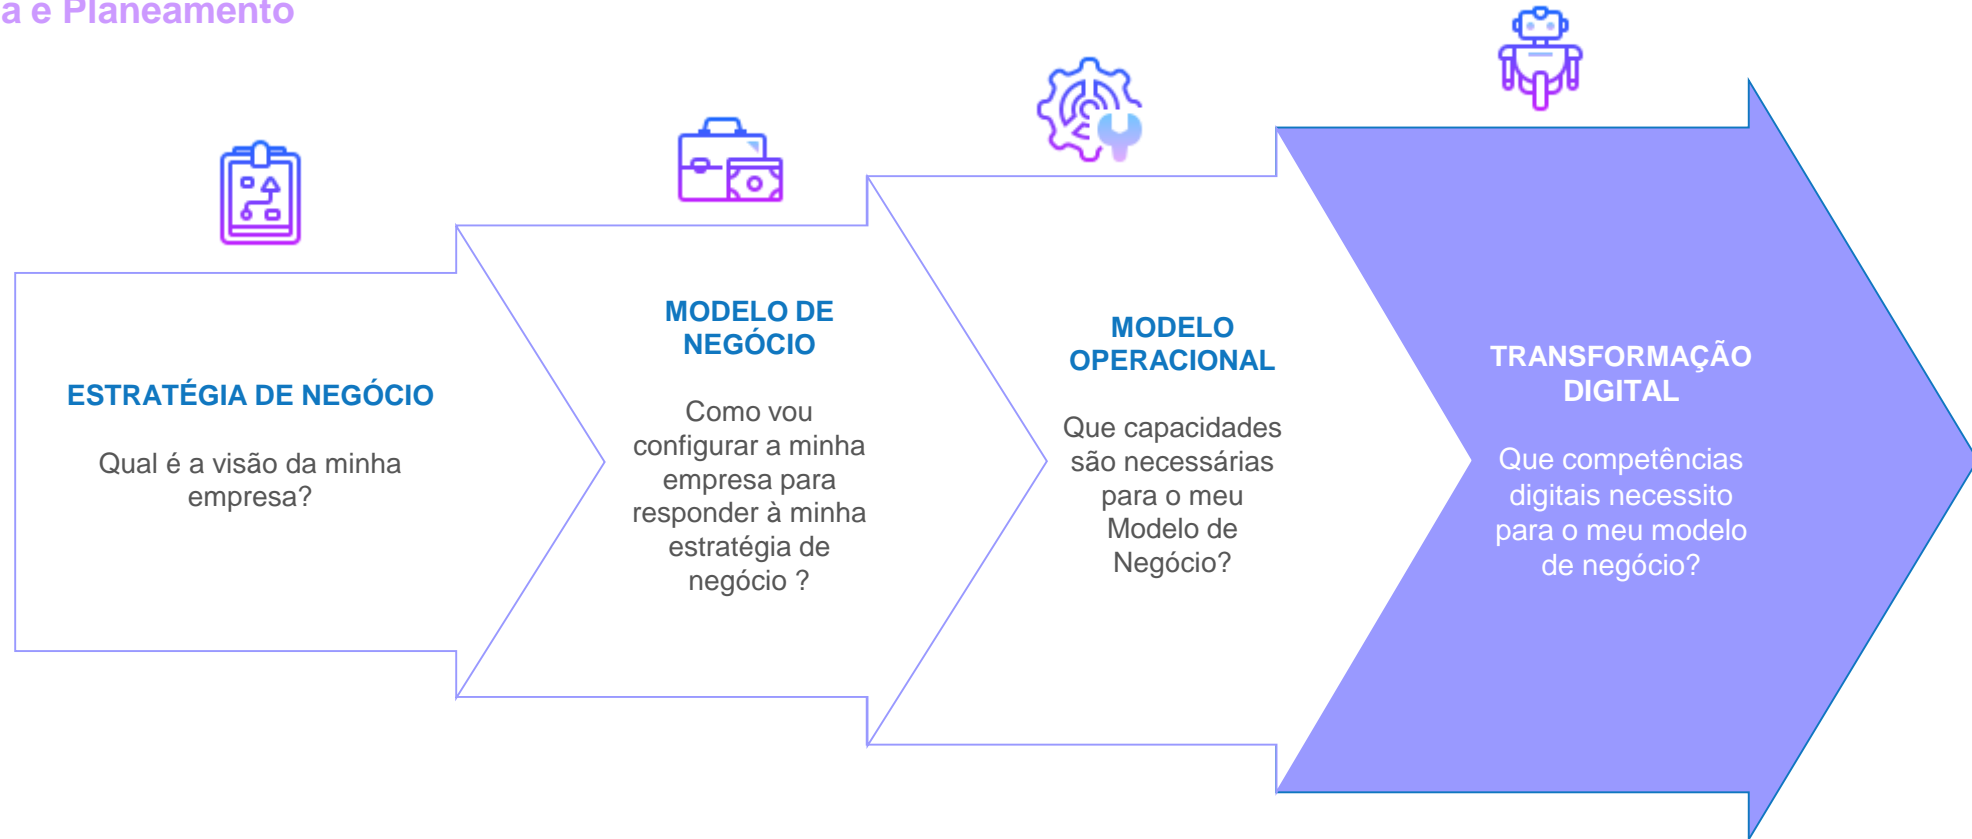 a e Planeamento
ESTRATÉGIA DE NEGÓCIO
Qual é a visão da minha
empresa?
MODELO DE
NEGÓCIO
Como vou
configurar a minha
empresa para
responder à minha
estratégia de
negócio ?
MODELO
OPERACIONAL
Que capacidades
são necessárias
para o meu
Modelo de
Negócio?
TRANSFORMAÇÃO
DIGITAL
Que competências
digitais necessito
para o meu modelo
de negócio?